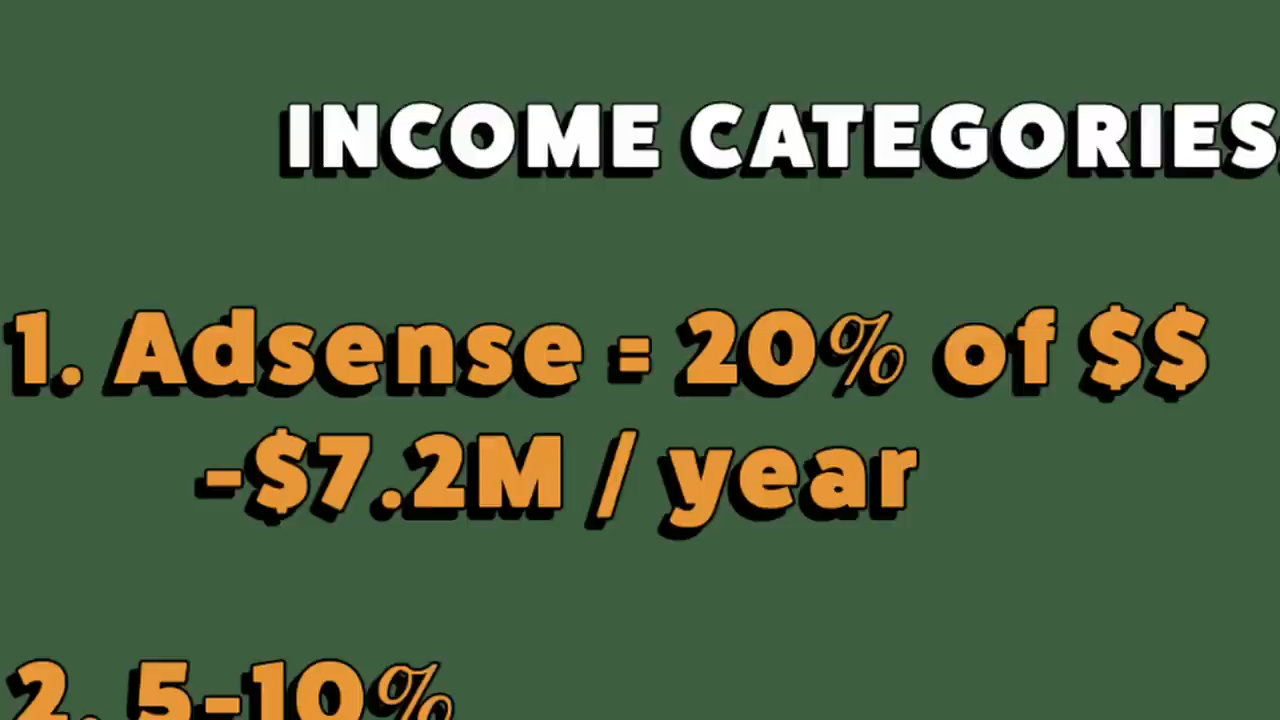 INCOME CATEGORIES
1. Adsense = 20% of $$
-$7.2M / year
2. 5-10%